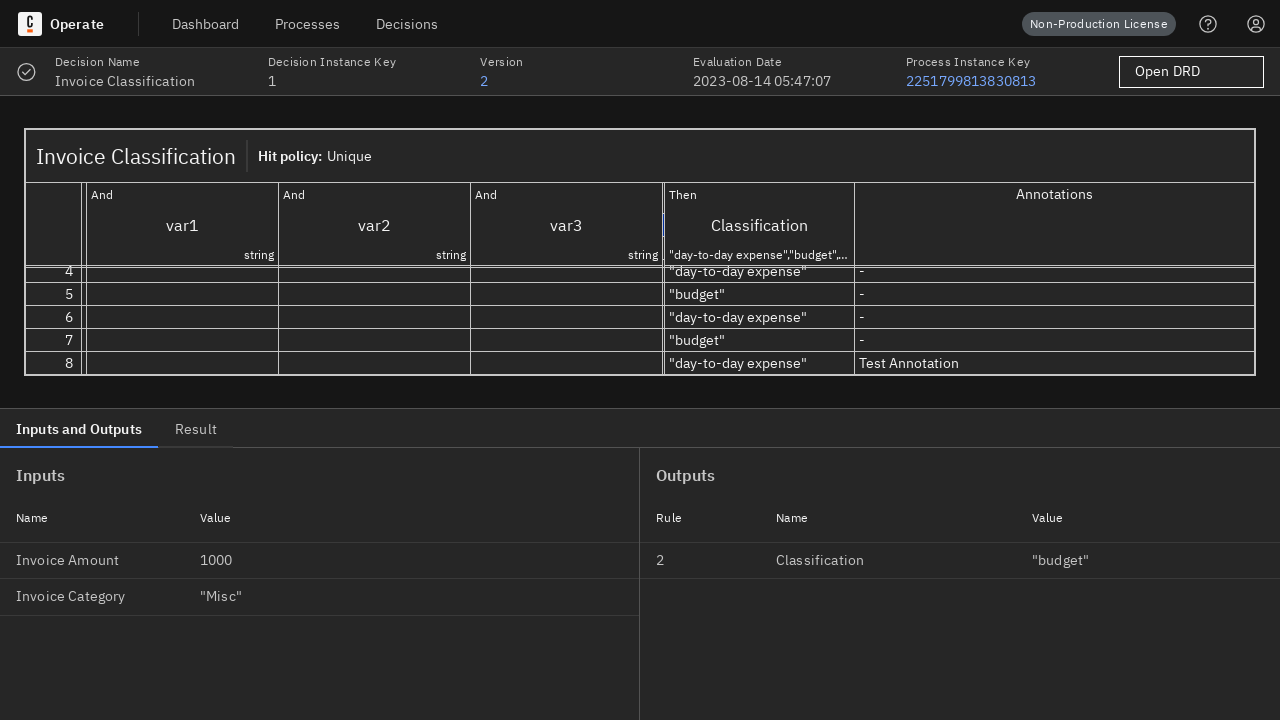 C Operate Dashboard Processes Decisions Non-Production License
Decision Name Decision Instance Key Version Evaluation Date Process Instance Key
Invoice Classification 1 2 2023-08-14 05:47:07 2251799813830813 Open DRD
Invoice Classification Hit policy: Unique
And And And Then Annotations
var1 var2 var3 Classification
string string string "day-to-day expense","budget",...
4 "day-to-day expense" -
5 "budget" -
6 "day-to-day expense" -
7 "budget" -
8 "day-to-day expense" Test Annotation
Inputs and Outputs Result
Inputs Outputs
Name Value Rule Name Value
Invoice Amount 1000 2 Classification "budget"
Invoice Category "Misc"